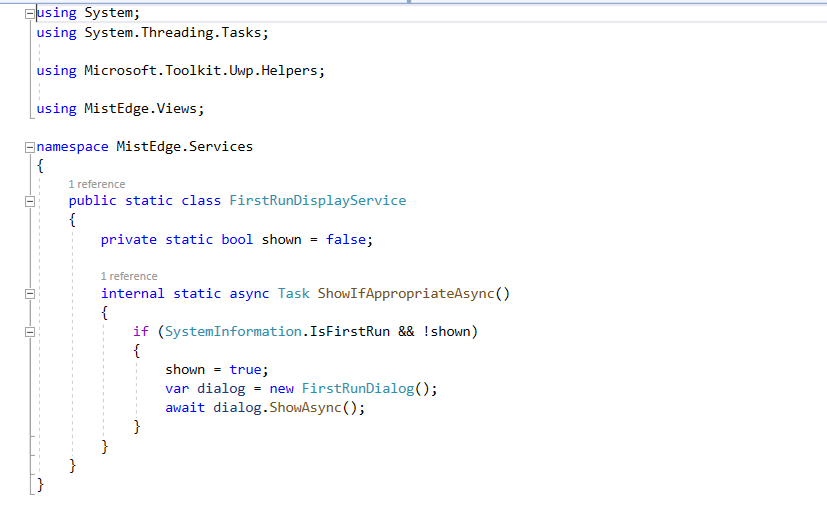 using System;
using System.Threading.Tasks;
using Microsoft.Toolkit.Uwp.Helpers;
using MistEdge.Views;
namespace MistEdge.Services
{
1 reference
public static class FirstRunDisplayService
{
private static bool shown = false;
1 reference
internal static async Task ShowIfAppropriateAsync()
{
if (SystemInformation.IsFirstRun && !shown)
{
shown = true;
var dialog = new FirstRunDialog();
await dialog.ShowAsync();
}
}
}
}